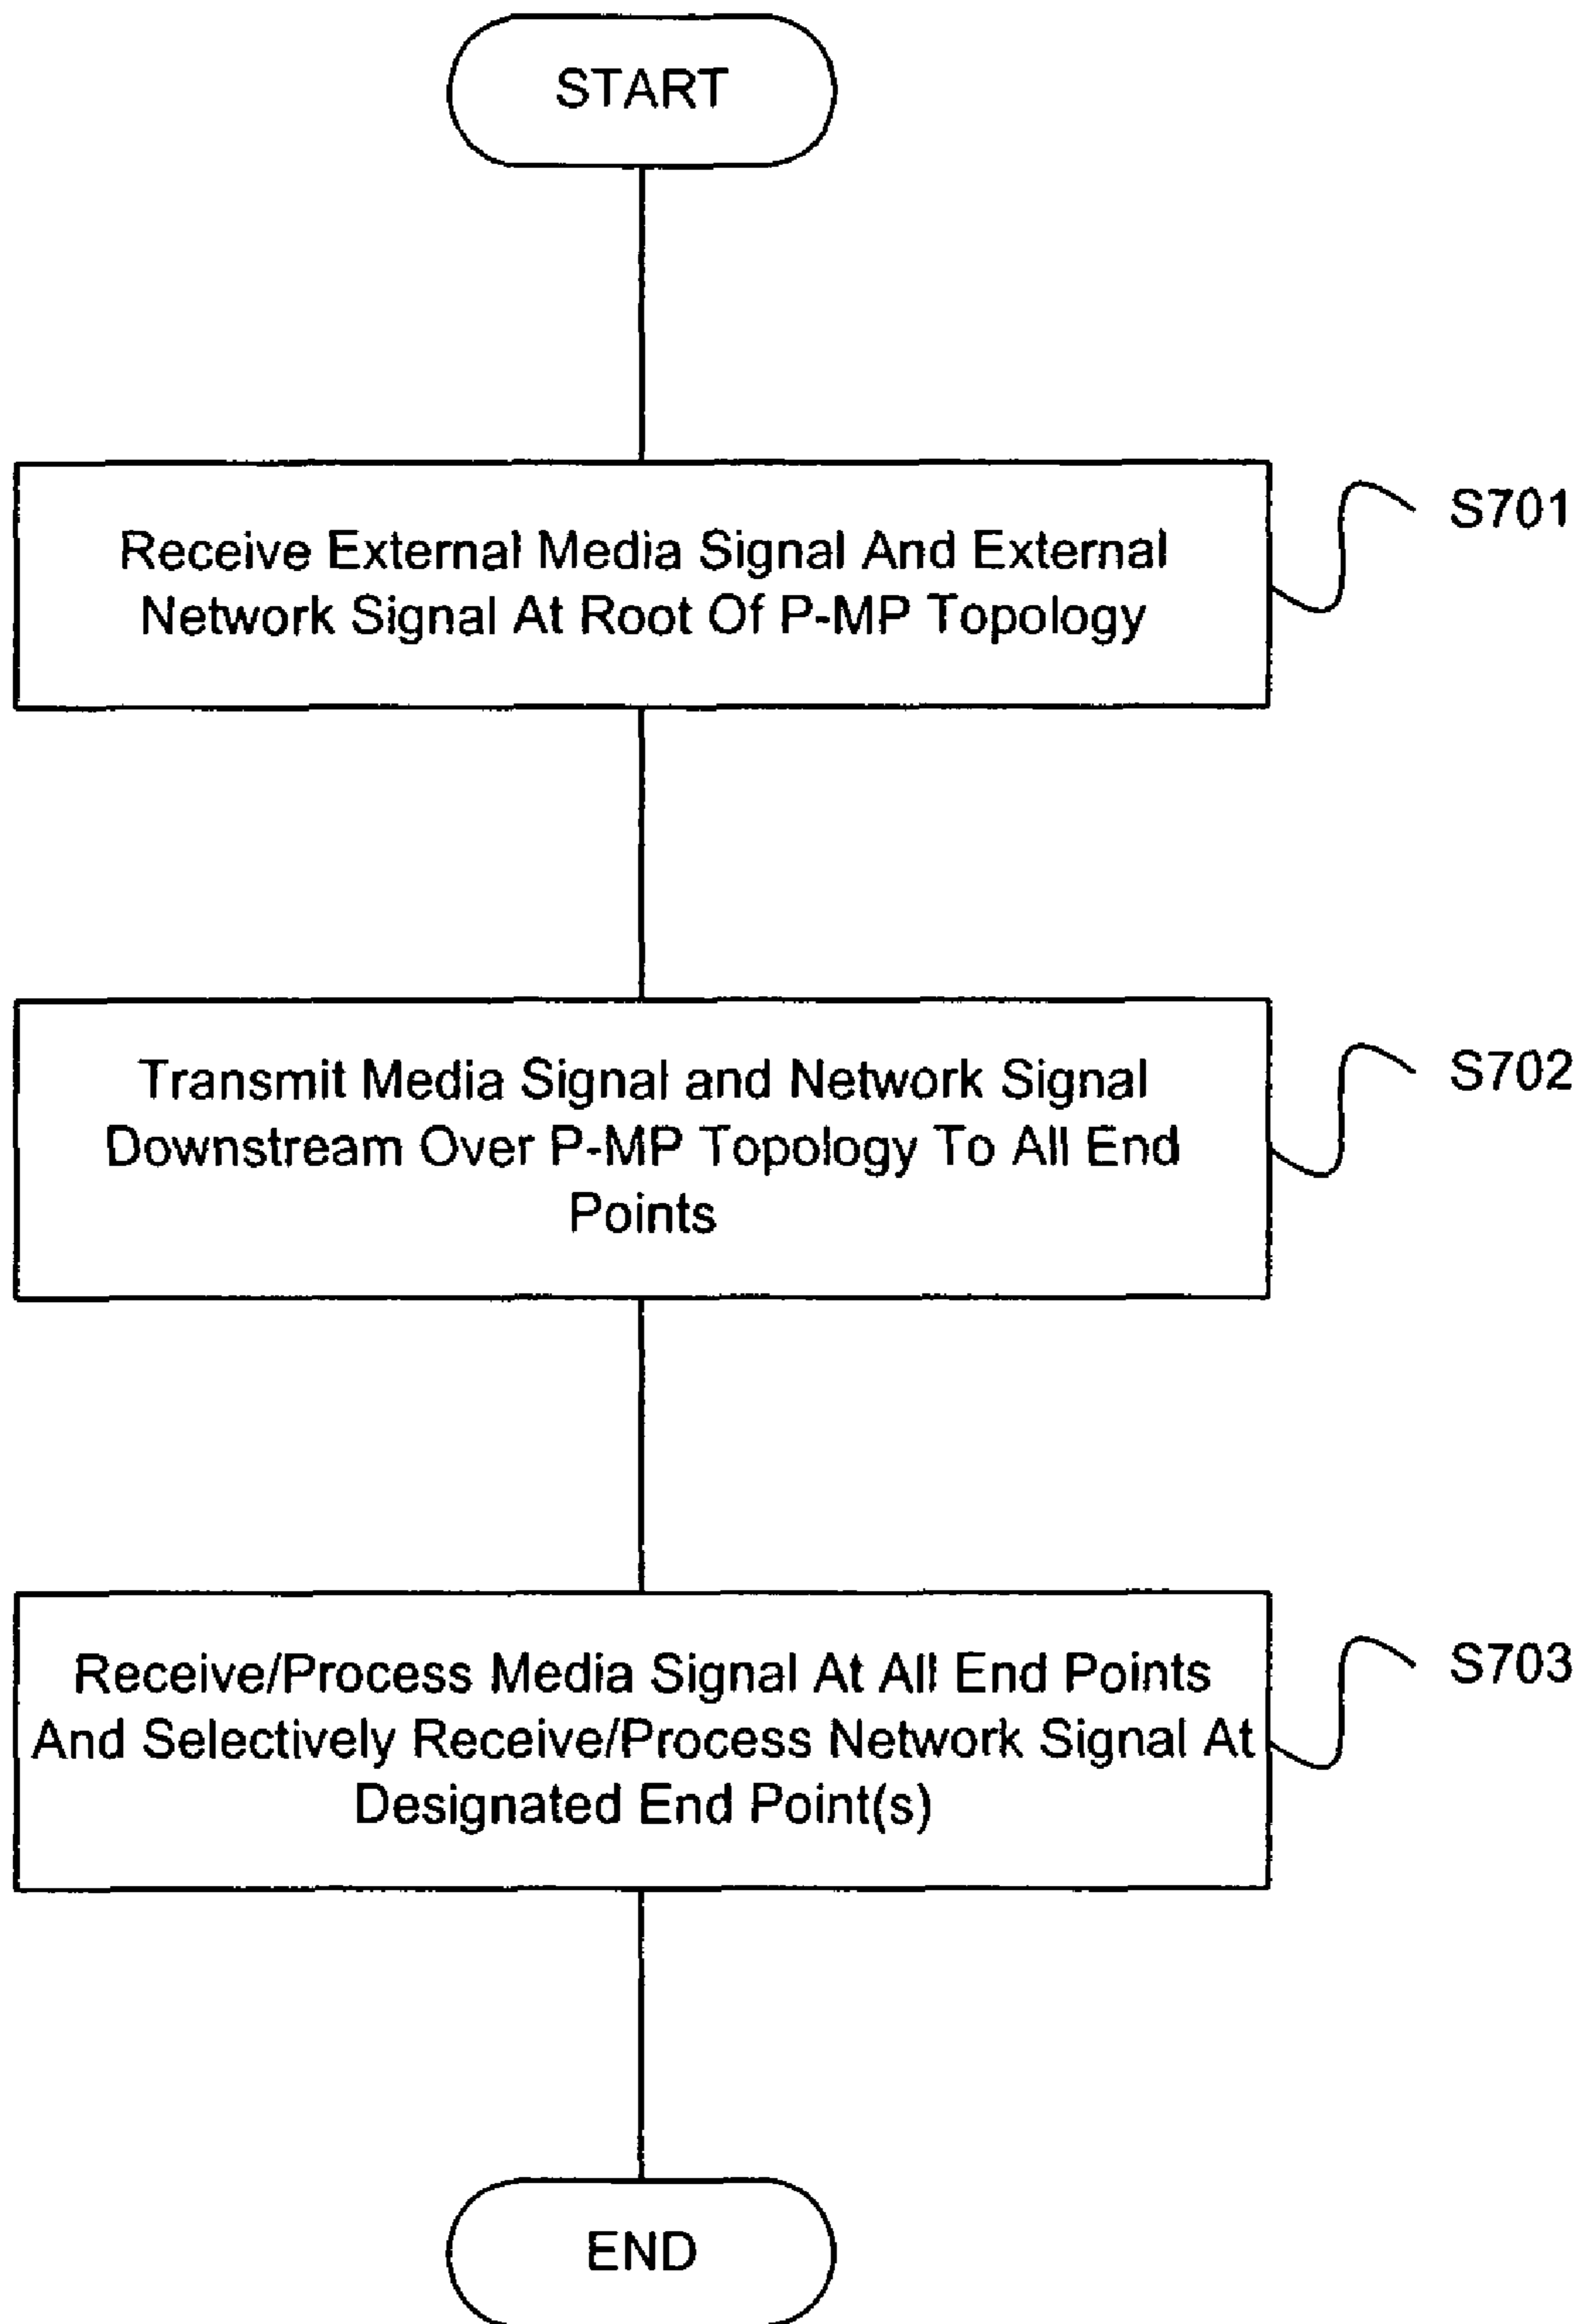 START
Receive External Media Signal And External
Network Signal At Root Of P-MP Topology
S701
Transmit Media Signal and Network Signal
Downstream Over P-MP Topology To All End
Points
S702
Receive/Process Media Signal At All End Points
And Selectively Receive/Process Network Signal At
Designated End Point(s)
S703
END